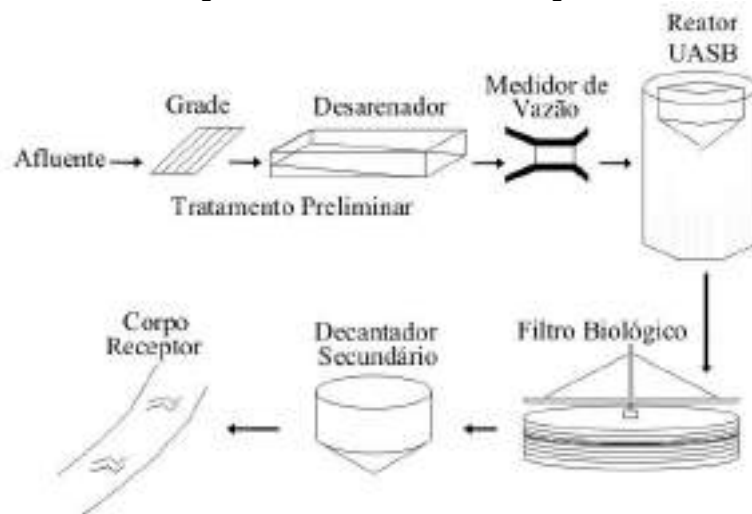 Reator
UASB
Grade
Desarenador
Medidor de
Vazão
Afluente
Tratamento Preliminar
Corpo
Receptor
Decantador
Secundário
Filtro Biológico